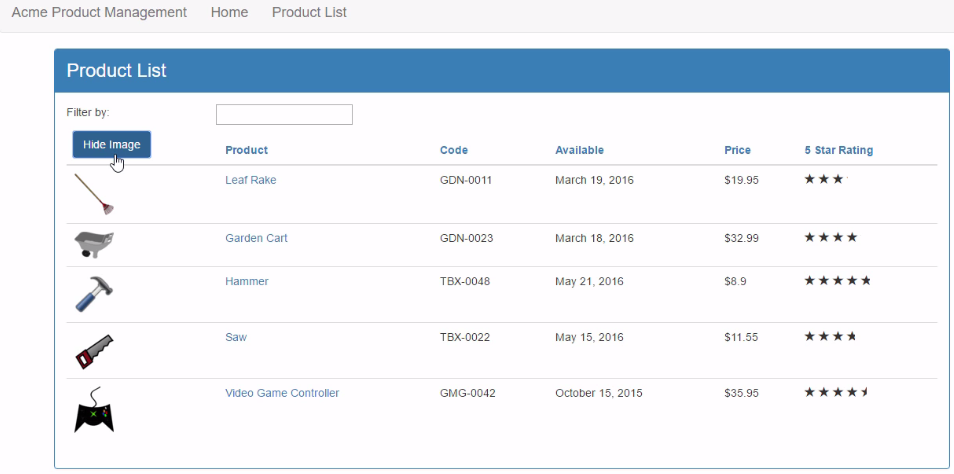 Acme Product Management Home Product List
Product List
Filter by:
Hide Image Product Code Available Price 5 Star Rating
Leaf Rake GDN-0011 March 19, 2016 $19.95
Garden Cart GDN-0023 March 18, 2016 $32.99
Hammer TBX-0048 May 21, 2016 $8.9
Saw TBX-0022 May 15, 2016 $11.55
Video Game Controller GMG-0042 October 15, 2015 $35.95